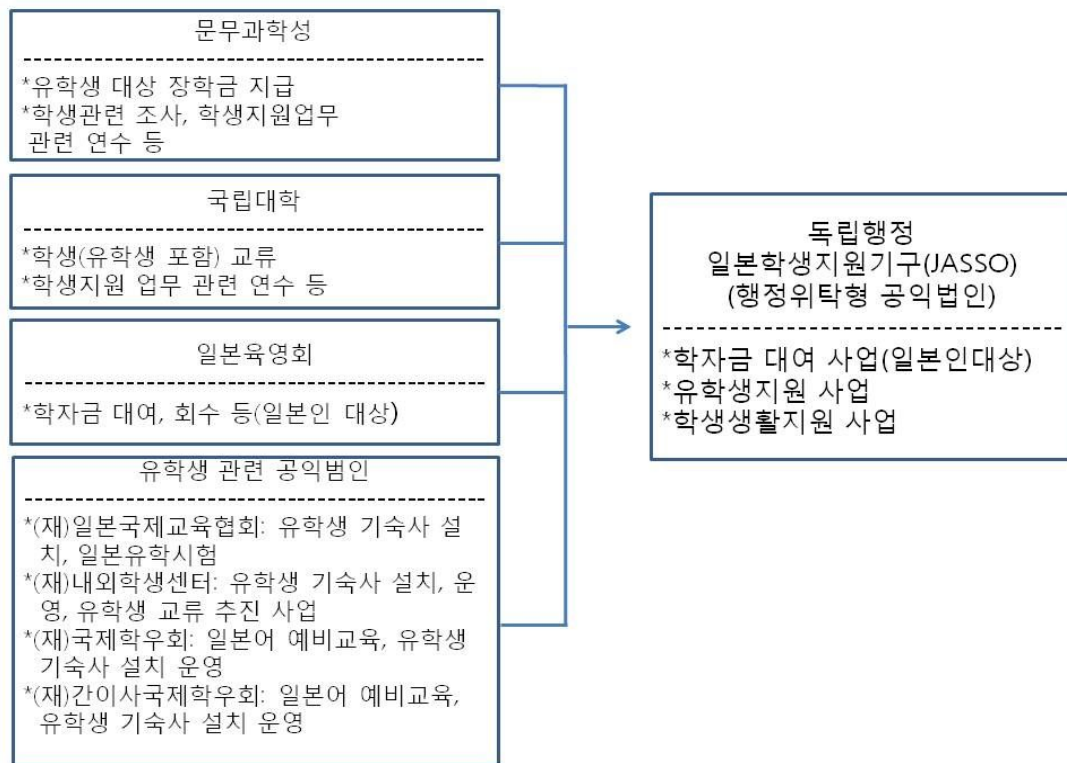 문무과학성
*유학생 대상 장학금 지급
*학생관련 조사, 학생지원업무
관련 연수 등
국립대학
*학생(유학생 포함) 교류
*학생지원 업무 관련 연수 등
일본육영회
*학자금 대여, 회수 등(일본인 대상)
유학생 관련 공익범인
*(재)일본국제교육협회: 유학생 기숙사 설
치, 일본유학시험
*(재)내외학생센터: 유학생 기숙사 설치, 운
영, 유학생 교류 추진 사업
*(재)국제학우회: 일본어 예비교육, 유학생
기숙사 설치 운영
*(재)간이사국제학우회: 일본어 예비교육,
유학생 기숙사 설치 운영
독립행정
일본학생지원기구(JASSO)
(행정위탁형 공익법인)
*학자금 대여 사업(일본인대상)
*유학생지원 사업
*학생생활지원 사업